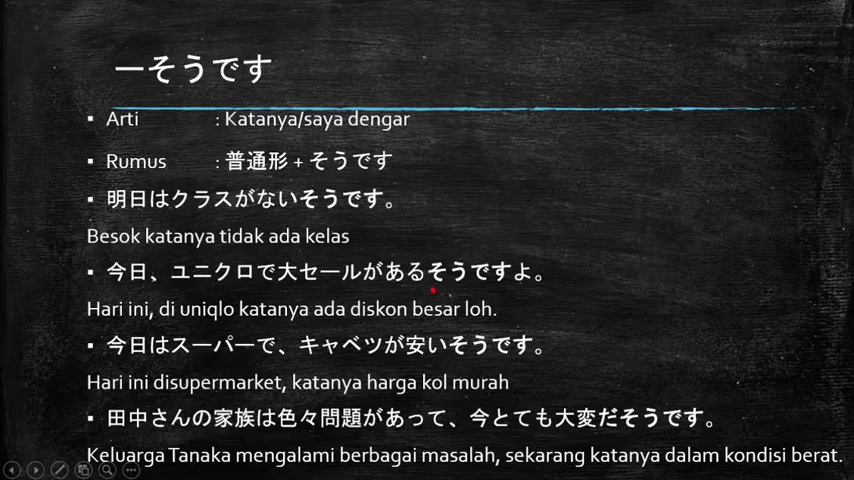 ーそうです
▪ Arti : Katanya/saya dengar
▪ Rumus : 普通形 + そうです
▪ 明日はクラスがないそうです。
Besok katanya tidak ada kelas
▪ 今日、ユニクロで大セールがあるそうですよ。
Hari ini, di uniqlo katanya ada diskon besar loh.
▪ 今日はスーパーで、キャベツが安いそうです。
Hari ini disupermarket, katanya harga kol murah
▪ 田中さんの家族は色々問題があって、今とても大変だそうです。
Keluarga Tanaka mengalami berbagai masalah, sekarang katanya dalam kondisi berat.